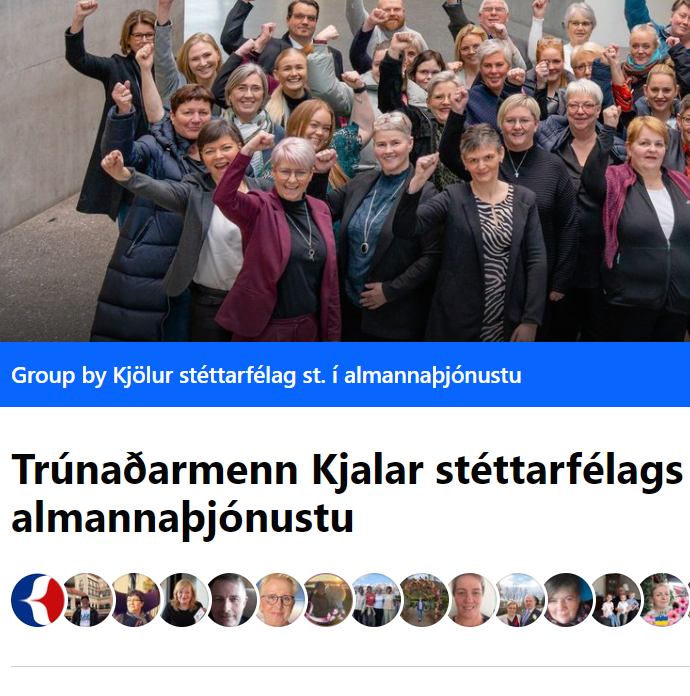 Group by Kjölur stéttarfélag st. í almannaþjónustu
Trúnaðarmenn Kjalar stéttarfélags
almannaþjónustu